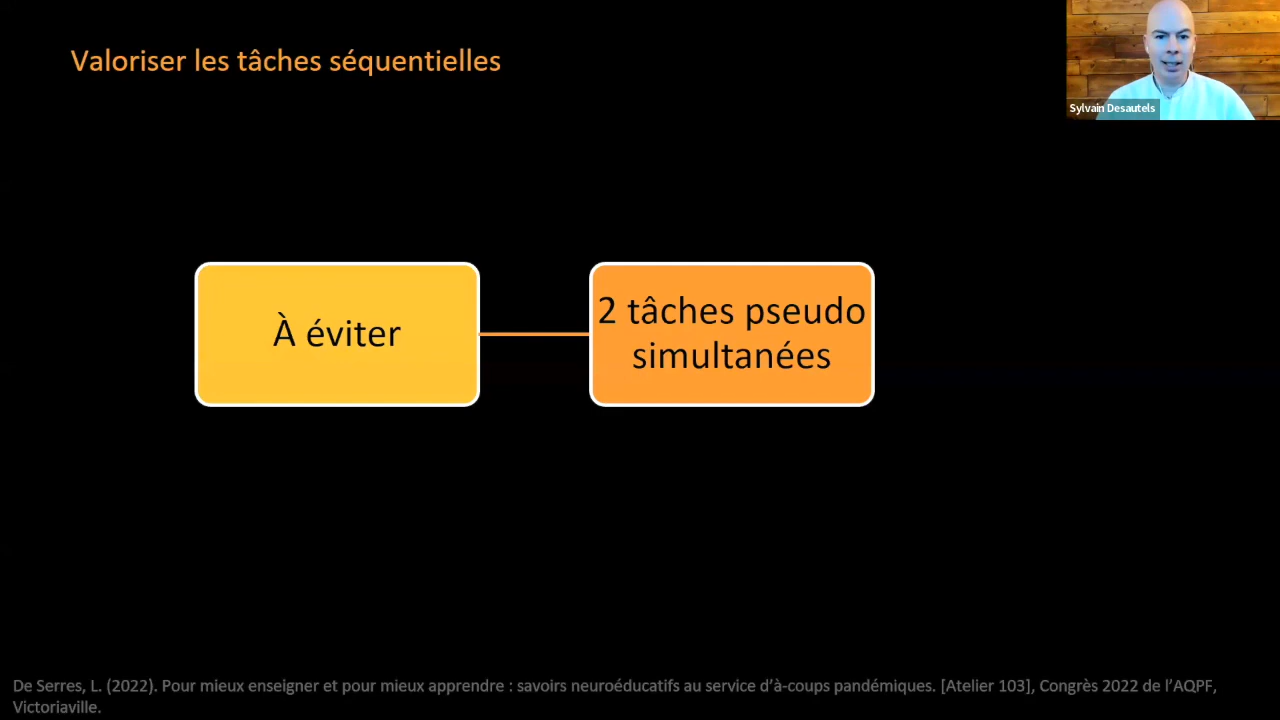 Valoriser les tâches séquentielles
Sylvain Desautels
À éviter
2 tâches pseudo
simultanées
De Serres, L. (2022). Pour mieux enseigner et pour mieux apprendre : savoirs neuroéducatifs au service d’à-coups pandémiques. [Atelier 103], Congrès 2022 de l’AQPF,
Victoriaville.